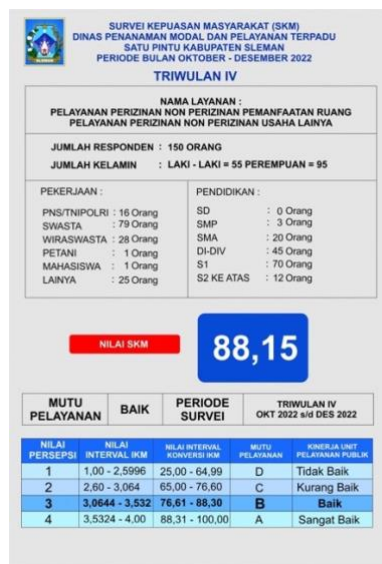 SLEMAN
SURVEI KEPUASAN MASYARAKAT (SKM)
DINAS PENANAMAN MODAL DAN PELAYANAN TERPADU
SATU PINTU KABUPATEN SLEMAN
PERIODE BULAN OKTOBER - DESEMBER 2022
TRIWULAN IV
NAMA LAYANAN :
PELAYANAN PERIZINAN NON PERIZINAN PEMANFAATAN RUANG
PELAYANAN PERIZINAN NON PERIZINAN USAHA LAINYA
JUMLAH RESPONDEN : 150 ORANG
JUMLAH KELAMIN : LAKI - LAKI = 55 PEREMPUAN = 95
PEKERJAAN :
PNS/TNIPOLRI : 16 Orang
SWASTA : 79 Orang
WIRASWASTA : 28 Orang
PETANI : 1 Orang
MAHASISWA : 1 Orang
LAINYA : 25 Orang
PENDIDIKAN :
SD : 0 Orang
SMP : 3 Orang
SMA : 20 Orang
DI-DIV : 45 Orang
S1 : 70 Orang
S2 KE ATAS : 12 Orang
NILAI SKM
88,15
MUTU PELAYANAN BAIK PERIODE SURVEI TRIWULAN IV OKT 2022 s/d DES 2022
NILAI PERSEPSI NILAI INTERVAL IKM NILAI INTERVAL KONVERSI IKM MUTU PELAYANAN KINERJA UNIT PELAYANAN PUBLIK
1 1,00 - 2,5996 25,00 - 64,99 D Tidak Baik
2 2,60 - 3,064 65,00 - 76,60 C Kurang Baik
3 3,0644 - 3,532 76,61 - 88,30 B Baik
4 3,5324 - 4,00 88,31 - 100,00 A Sangat Baik